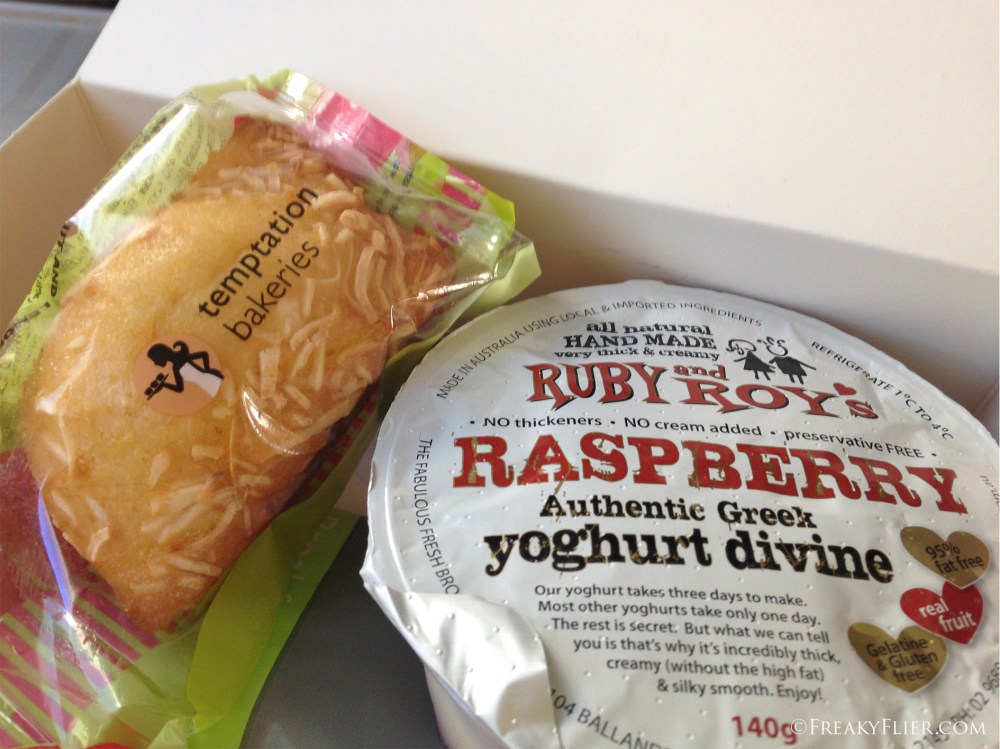 temptation
bakeries
MADE IN AUSTRALIA USING LOCAL & IMPORTED INGREDIENTS
REFRIGERATE 1°C TO 4°C
all natural
HAND MADE
very thick & creamy
RUBY and ROY's
• NO thickeners • NO cream added • preservative FREE •
RASPBERRY
Authentic Greek
yoghurt divine
95%
fat free
real
fruit
Gelatine
& Gluten
free
Our yoghurt takes three days to make.
Most other yoghurts take only one day.
The rest is secret. But what we can tell
you is that's why it's incredibly thick,
creamy (without the high fat)
& silky smooth. Enjoy!
140g
THE FABULOUS FRESH BRO
104 BALLAND
©FREAKYFLIER.COM